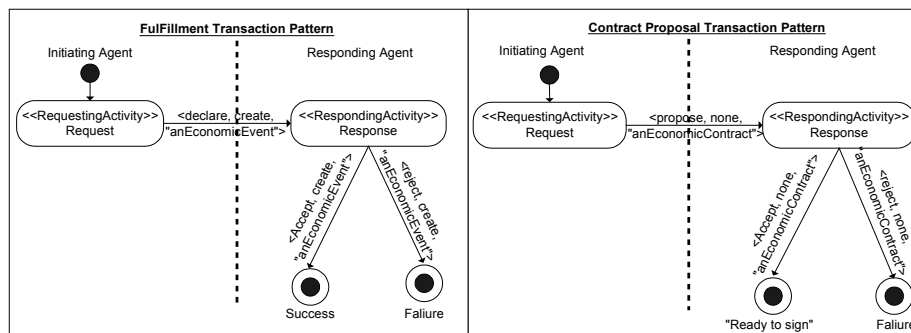 FulFillment Transaction Pattern
Initiating Agent
Responding Agent
<<RequestingActivity>>
Request
<declare, create,
"anEconomicEvent">
<<RespondingActivity>>
Response
<Accept, create,
"anEconomicEvent">
<reject, create,
"anEconomicEvent">
Success
Faliure
Contract Proposal Transaction Pattern
Initiating Agent
Responding Agent
<<RequestingActivity>>
Request
<propose, none,
"anEconomicContract">
<<RespondingActivity>>
Response
<Accept, none,
"anEconomicContract">
<reject, none,
"anEconomicContract">
"Ready to sign"
Faliure